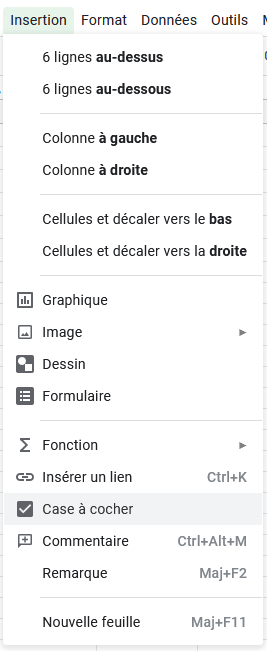 Insertion Format Données Outils
6 lignes au-dessus
6 lignes au-dessous
Colonne à gauche
Colonne à droite
Cellules et décaler vers le bas
Cellules et décaler vers la droite
Graphique
Image
Dessin
Formulaire
Fonction
Insérer un lien Ctrl+K
Case à cocher
Commentaire Ctrl+Alt+M
Remarque Maj+F2
Nouvelle feuille Maj+F11